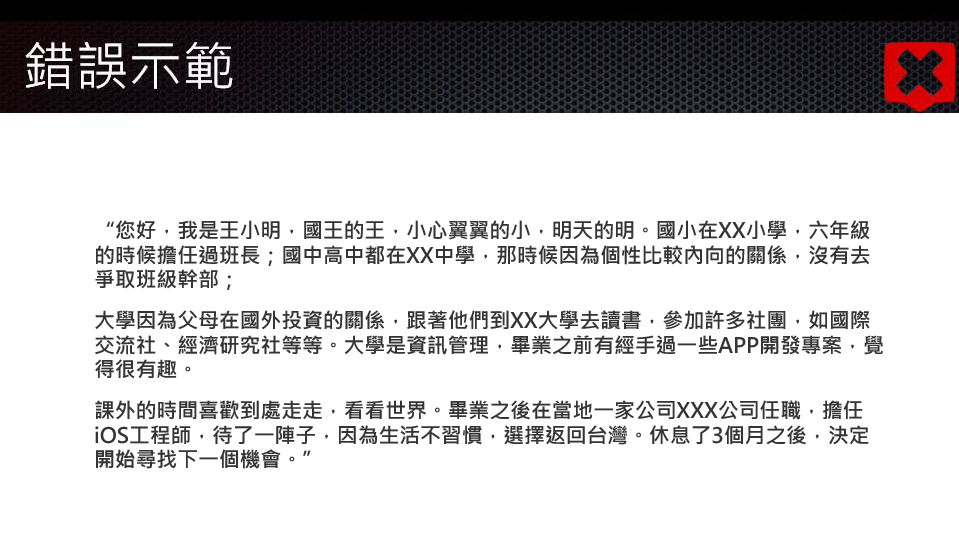 錯誤示範
“您好，我是王小明，國王的王，小心翼翼的小，明天的明。國小在XX小學，六年級
的時候擔任過班長；國中高中都在XX中學，那時候因為個性比較內向的關係，沒有去
爭取班級幹部；
大學因為父母在國外投資的關係，跟著他們到XX大學去讀書，參加許多社團，如國際
交流社、經濟研究社等等。大學是資訊管理，畢業之前有經手過一些APP開發專案，覺
得很有趣。
課外的時間喜歡到處走走，看看世界。畢業之後在當地一家公司XXX公司任職，擔任
iOS工程師，待了一陣子，因為生活不習慣，選擇返回台灣。休息了3個月之後，決定
開始尋找下一個機會。”